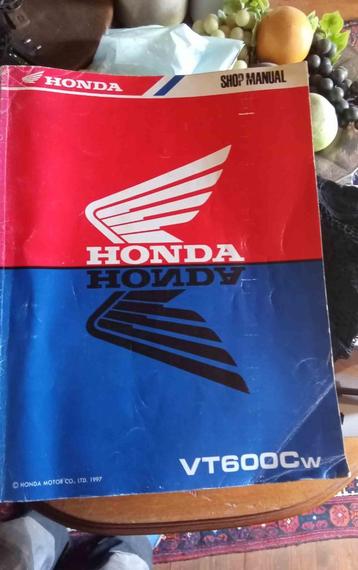 HONDA
SHOP MANUAL
HONDA
HONDA
VT600CW
© HONDA MOTOR CO., LTD. 1997